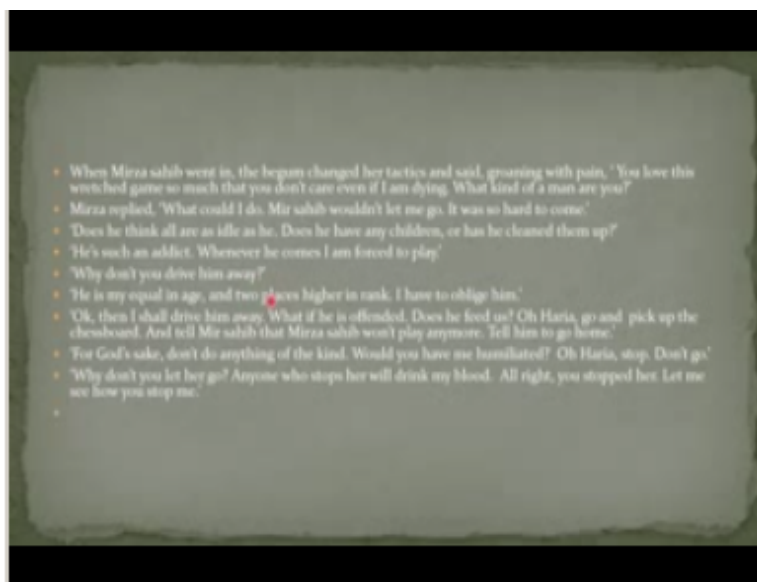 When Mirza sahib went in, the begum changed her tactics and said, groaning with pain, ' You love this
wretched game so much that you don't care even if I am dying. What kind of a man are you?'
Mirza replied, 'What could I do. Mir sahib wouldn't let me go. It was so hard to come.'
'Does he think all are as idle as he. Does he have any children, or has he cleaned them up?'
'He's such an addict. Whenever he comes I am forced to play.'
'Why don't you drive him away?'
'He is my equal in age, and two places higher in rank. I have to oblige him.'
'Ok, then I shall drive him away. What if he is offended. Does he feed us? Oh Haria, go and pick up the
chessboard. And tell Mir sahib that Mirza sahib won't play anymore. Tell him to go home.'
'For God's sake, don't do anything of the kind. Would you have me humiliated? Oh Haria, stop. Don't go.'
'Why don't you let her go? Anyone who stops her will drink my blood. All right, you stopped her. Let me
see how you stop me.'